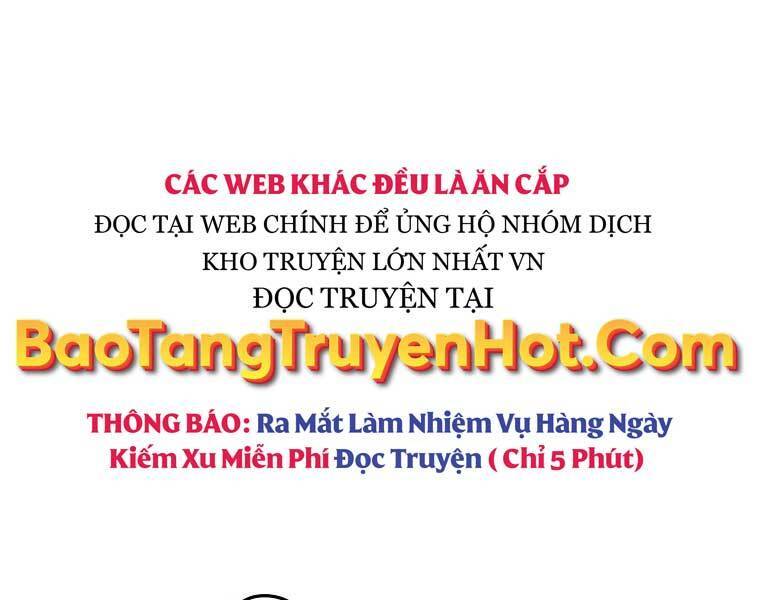 CÁC WEB KHÁC ĐỀU LÀ ĂN CẮP
ĐỌC TẠI WEB CHÍNH ĐỂ ỦNG HỘ NHÓM DỊCH
KHO TRUYỆN LỚN NHẤT VN
ĐỌC TRUYỆN TẠI
BaoTangTruyenHot.Com
THÔNG BÁO: Ra Mắt Làm Nhiệm Vụ Hàng Ngày
Kiếm Xu Miễn Phí Đọc Truyện ( Chỉ 5 Phút)